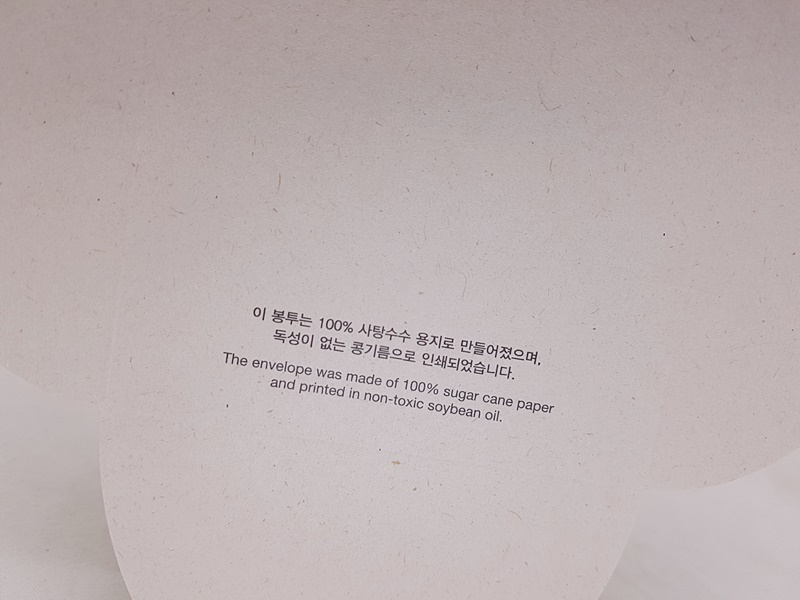 이 봉투는 100% 사탕수수 용지로 만들어졌으며,
독성이 없는 콩기름으로 인쇄되었습니다.
The envelope was made of 100% sugar cane paper
and printed in non-toxic soybean oil.